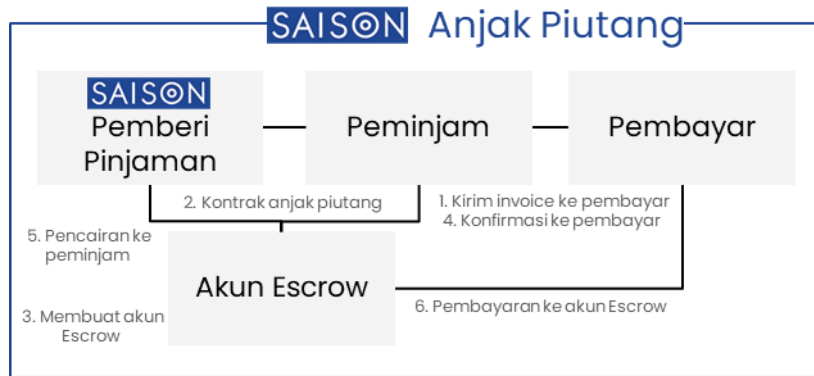 SAISON Anjak Piutang
SAISON
Pemberi
Pinjaman
Peminjam
Pembayar
2. Kontrak anjak piutang
1. Kirim invoice ke pembayar
4. Konfirmasi ke pembayar
5. Pencairan ke
peminjam
Akun Escrow
3. Membuat akun
Escrow
6. Pembayaran ke akun Escrow